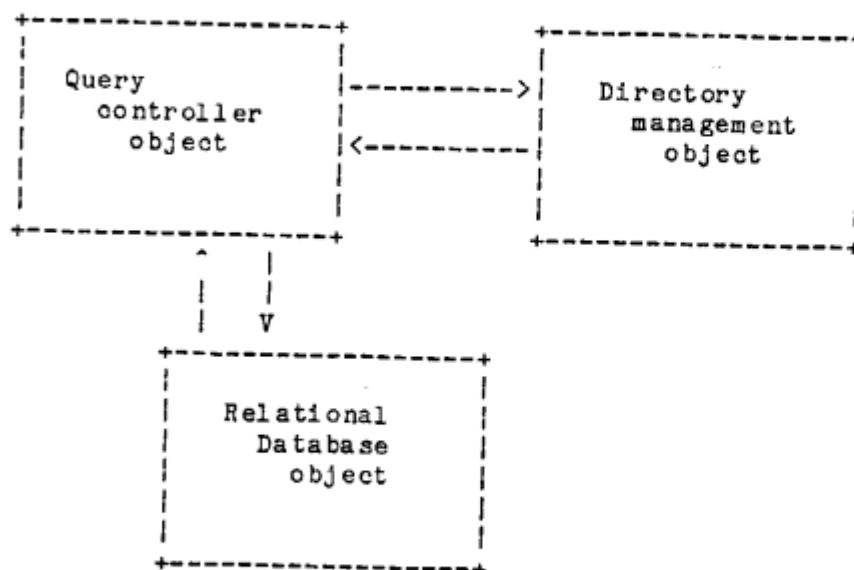 Query
controller
object
Directory
management
object
Relational
Database
object